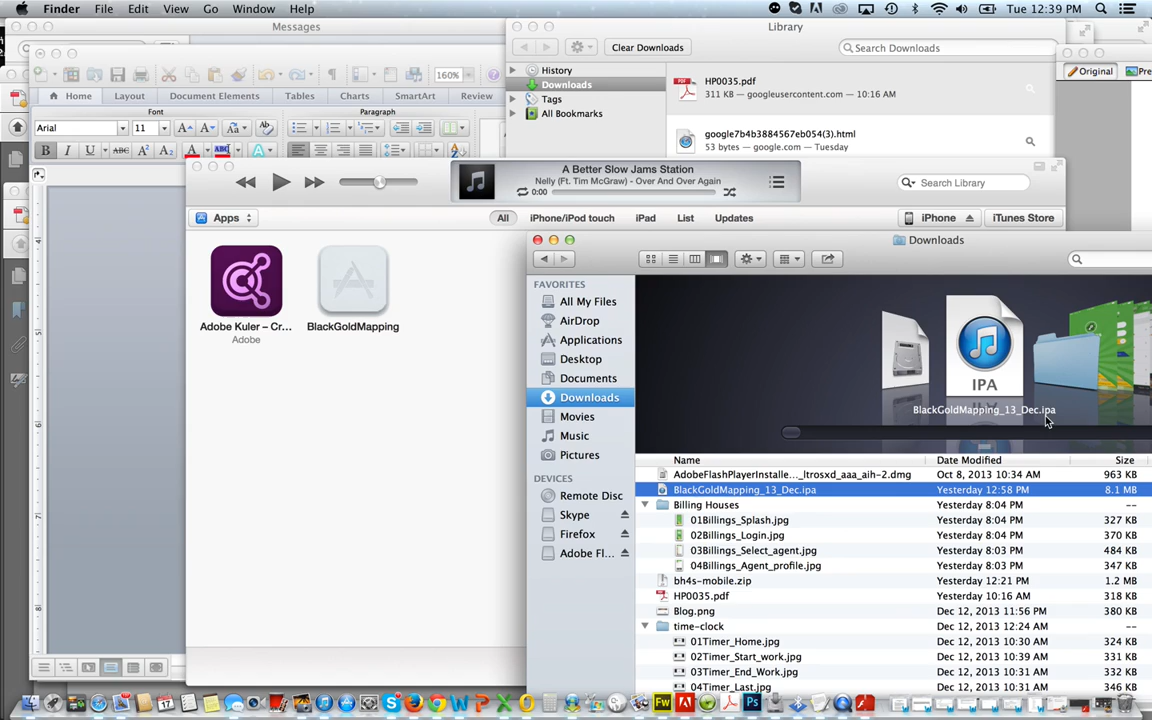 Finder File Edit View Go Window Help Tue 12:39 PM
Messages
Library
Clear Downloads
Search Downloads
History
Downloads
Tags
All Bookmarks
HP0035.pdf
311 KB — googleusercontent.com — 10:16 AM
google7b4b3884567eb054(3).html
53 bytes — google.com — Tuesday
Original
Pre
160%
Home Layout Document Elements Tables Charts SmartArt Review
Font Paragraph
Arial 11
B I U ABC A² A₂ A ABC A
A Better Slow Jams Station
Nelly (Ft. Tim McGraw) - Over And Over Again
0:00
Search Library
Apps
All iPhone/iPod touch iPad List Updates
iPhone
iTunes Store
Adobe Kuler – Cr...
Adobe
BlackGoldMapping
Downloads
FAVORITES
All My Files
AirDrop
Applications
Desktop
Documents
Downloads
Movies
Music
Pictures
DEVICES
Remote Disc
Skype
Firefox
Adobe Fl...
IPA
BlackGoldMapping_13_Dec.ipa
Name Date Modified Size
AdobeFlashPlayerInstalle..._ltrosxd_aaa_aih-2.dmg Oct 8, 2013 10:34 AM 963 KB
BlackGoldMapping_13_Dec.ipa Yesterday 12:58 PM 8.1 MB
Billing Houses Yesterday 8:04 PM --
01Billings_Splash.jpg Yesterday 8:04 PM 327 KB
02Billings_Login.jpg Yesterday 8:04 PM 370 KB
03Billings_Select_agent.jpg Yesterday 8:03 PM 484 KB
04Billings_Agent_profile.jpg Yesterday 8:03 PM 347 KB
bh4s-mobile.zip Yesterday 12:21 PM 1.2 MB
HP0035.pdf Yesterday 10:16 AM 318 KB
Blog.png Dec 12, 2013 11:56 PM 380 KB
time-clock Dec 12, 2013 12:24 AM --
01Timer_Home.jpg Dec 12, 2013 10:30 AM 324 KB
02Timer_Start_work.jpg Dec 12, 2013 10:39 AM 331 KB
03Timer_End_work.jpg Dec 12, 2013 10:30 AM 332 KB
04Timer_Last.jpg Dec 12, 2013 10:30 AM 346 KB